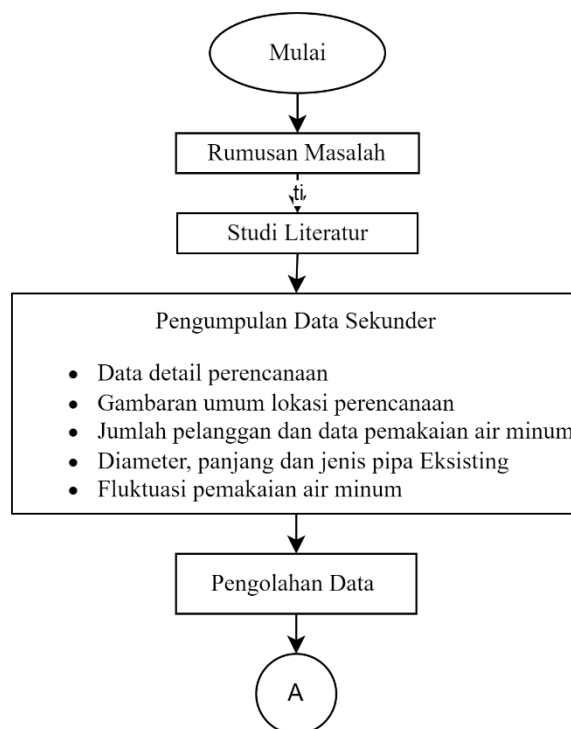 Mulai
Rumusan Masalah
ti
Studi Literatur
Pengumpulan Data Sekunder
• Data detail perencanaan
• Gambaran umum lokasi perencanaan
• Jumlah pelanggan dan data pemakaian air minum
• Diameter, panjang dan jenis pipa Eksisting
• Fluktuasi pemakaian air minum
Pengolahan Data
A